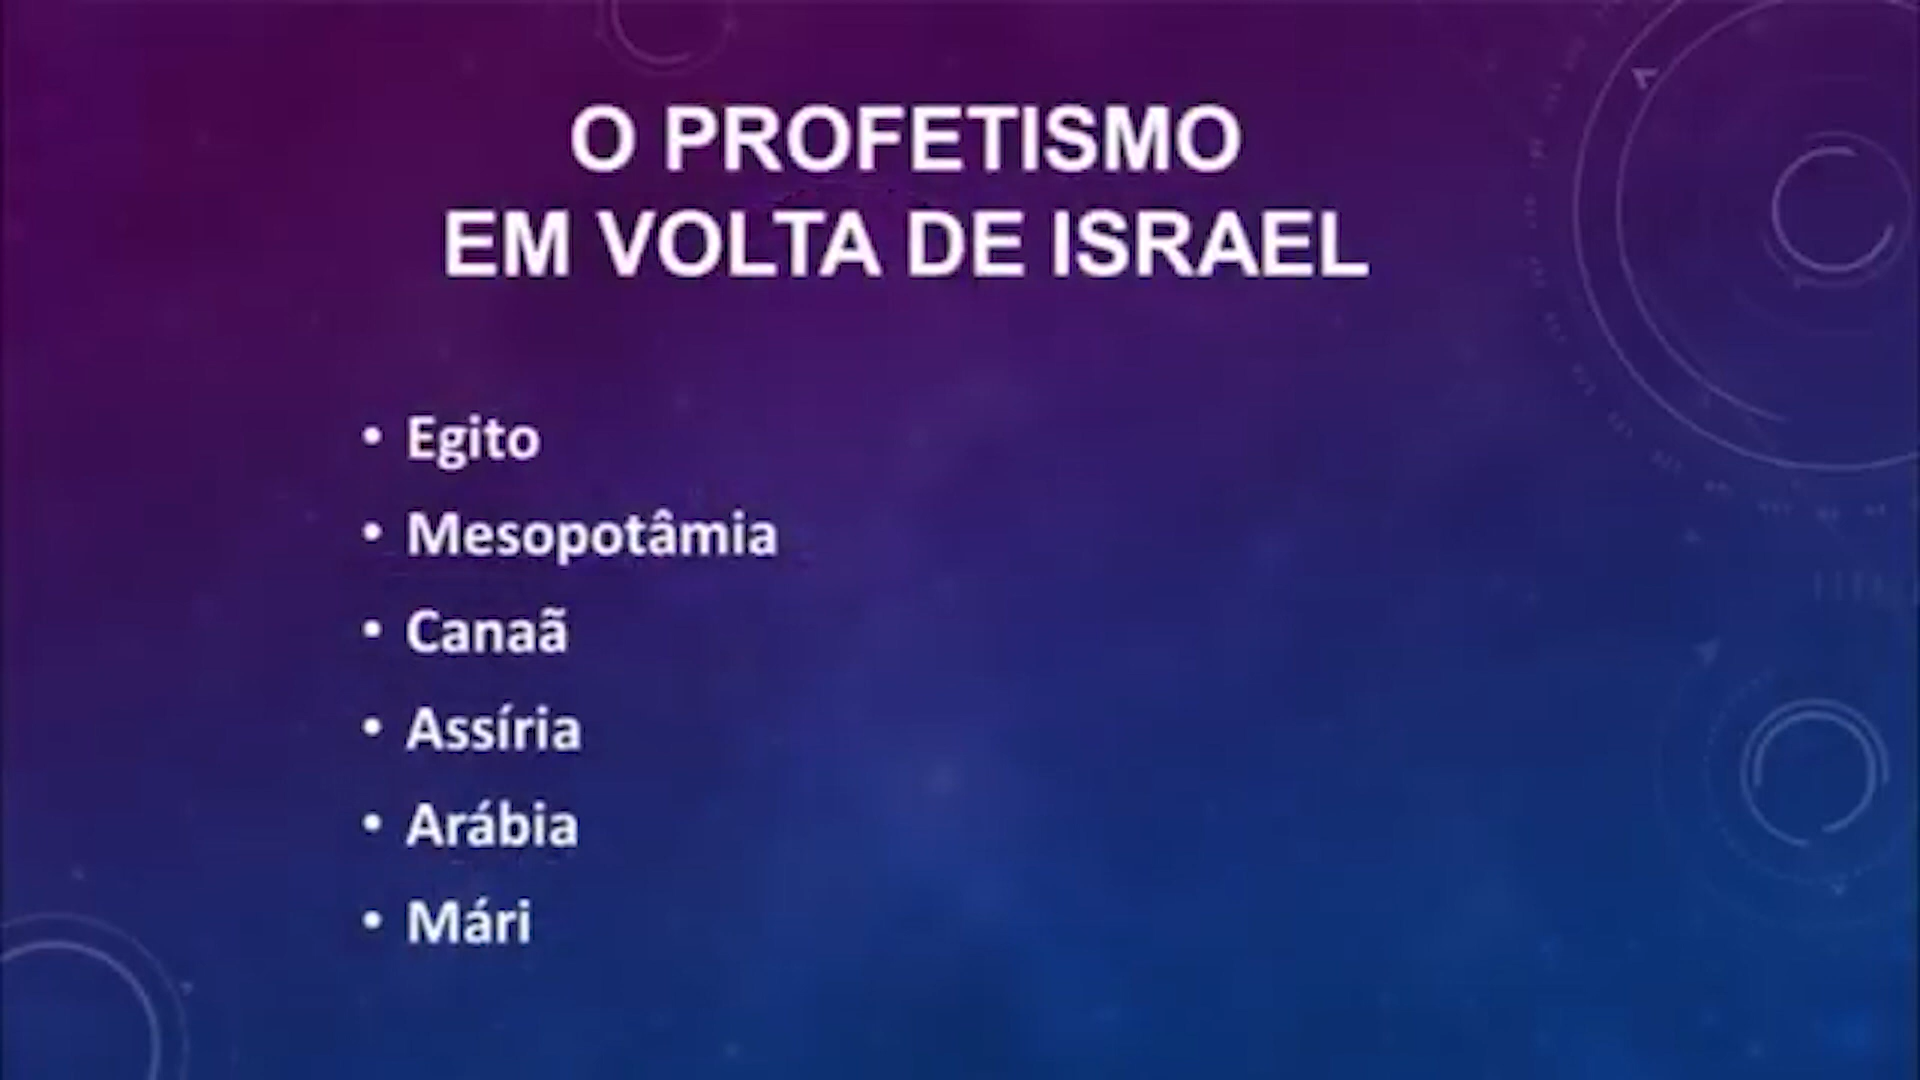 O PROFETISMO
EM VOLTA DE ISRAEL
• Egito
• Mesopotâmia
• Canaã
• Assíria
• Arábia
• Mári